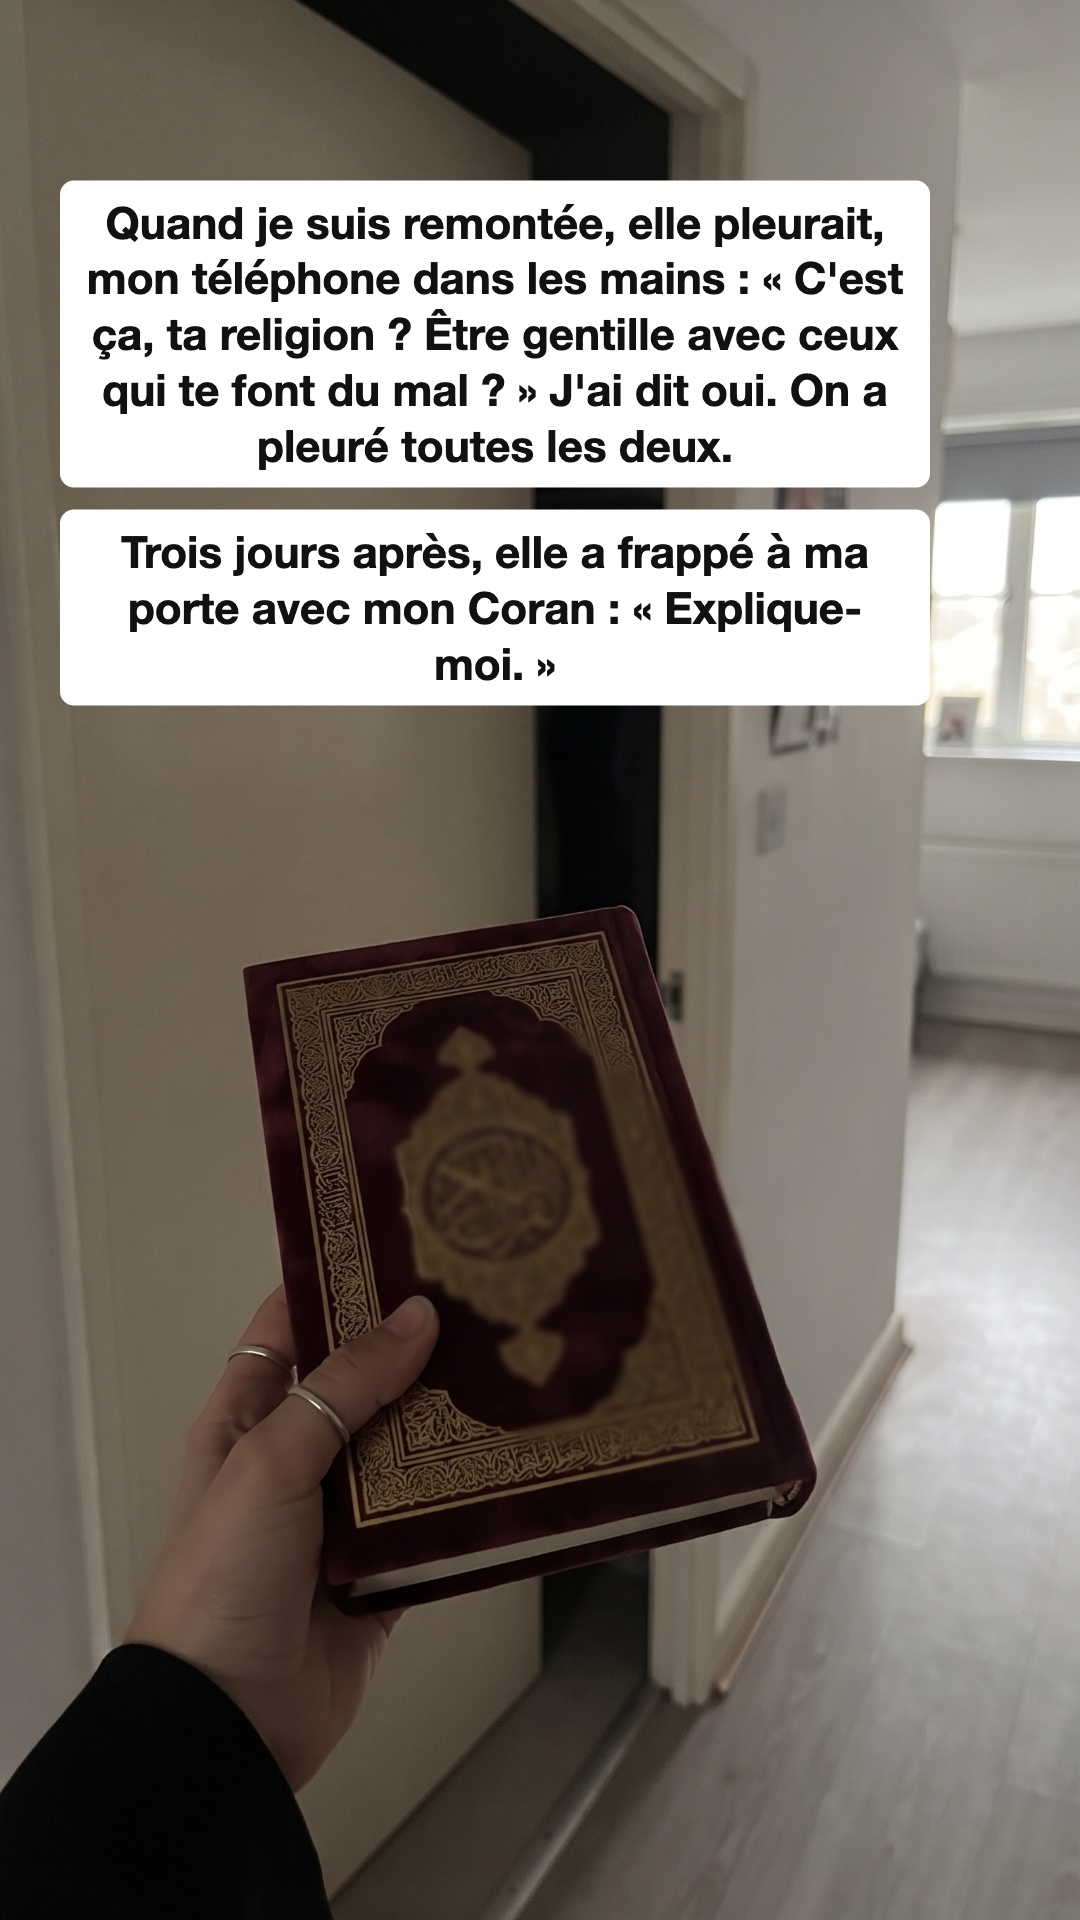 Quand je suis remontée, elle pleurait,
mon téléphone dans les mains : « C'est
ça, ta religion ? Être gentille avec ceux
qui te font du mal ? » J'ai dit oui. On a
pleuré toutes les deux.
Trois jours après, elle a frappé à ma
porte avec mon Coran : « Explique-
moi. »